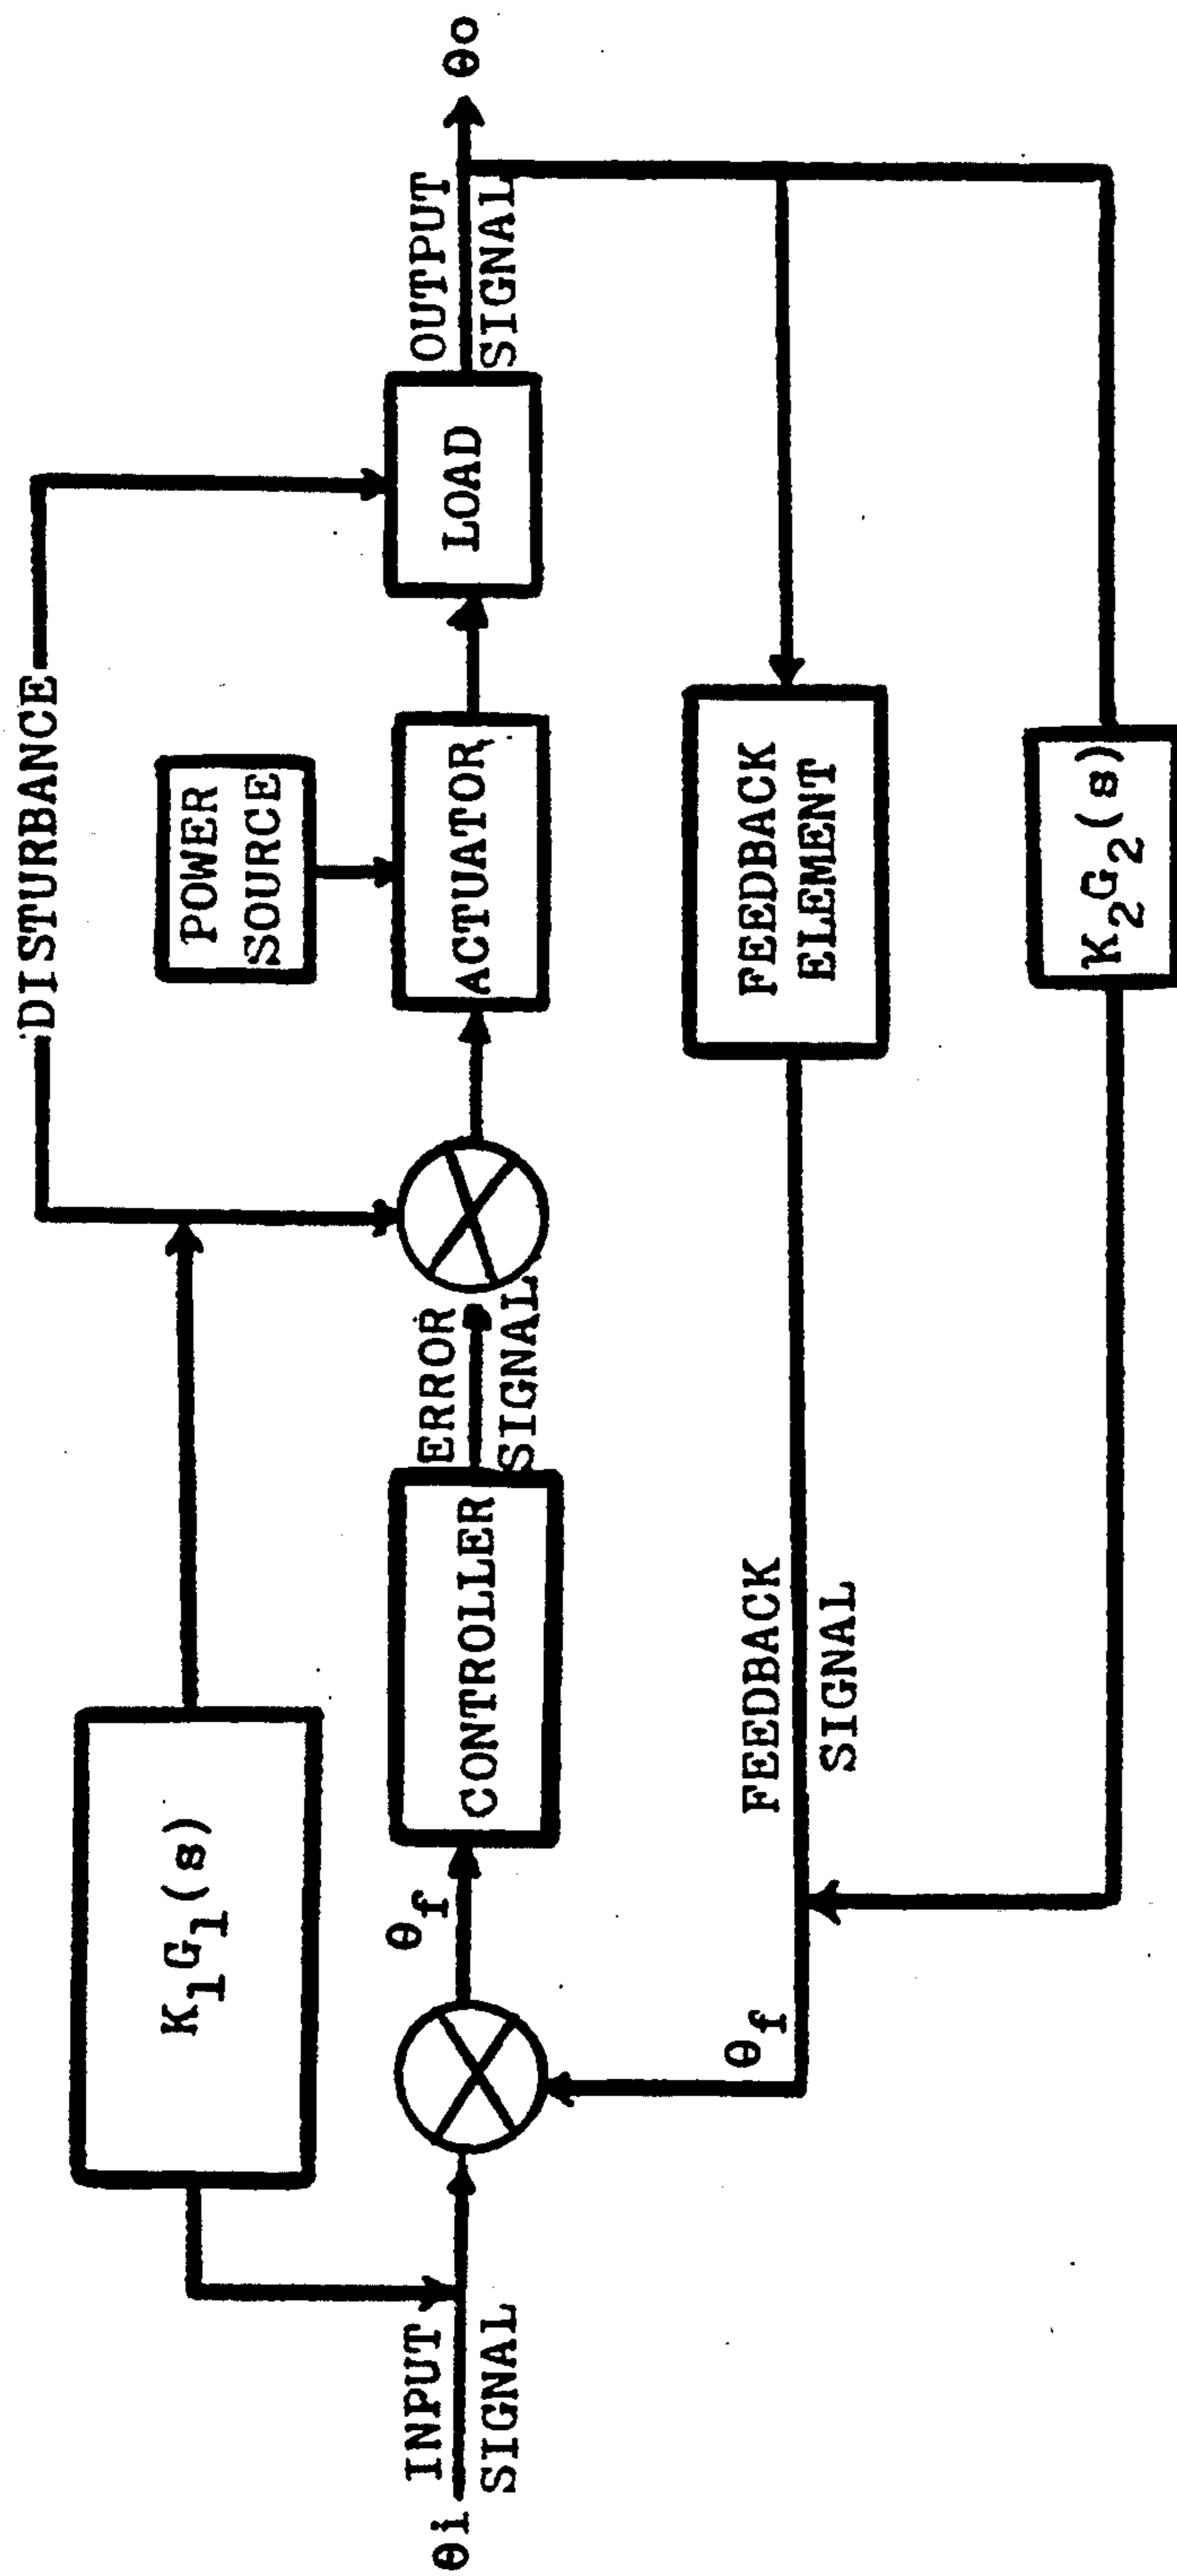 DISTURBANCE
K₁G₁(s)
POWER
SOURCE
θi
INPUT
SIGNAL
θf
CONTROLLER
ERROR
SIGNAL
ACTUATOR
LOAD
OUTPUT
SIGNAL
θo
θf
FEEDBACK
SIGNAL
FEEDBACK
ELEMENT
K₂G₂(s)